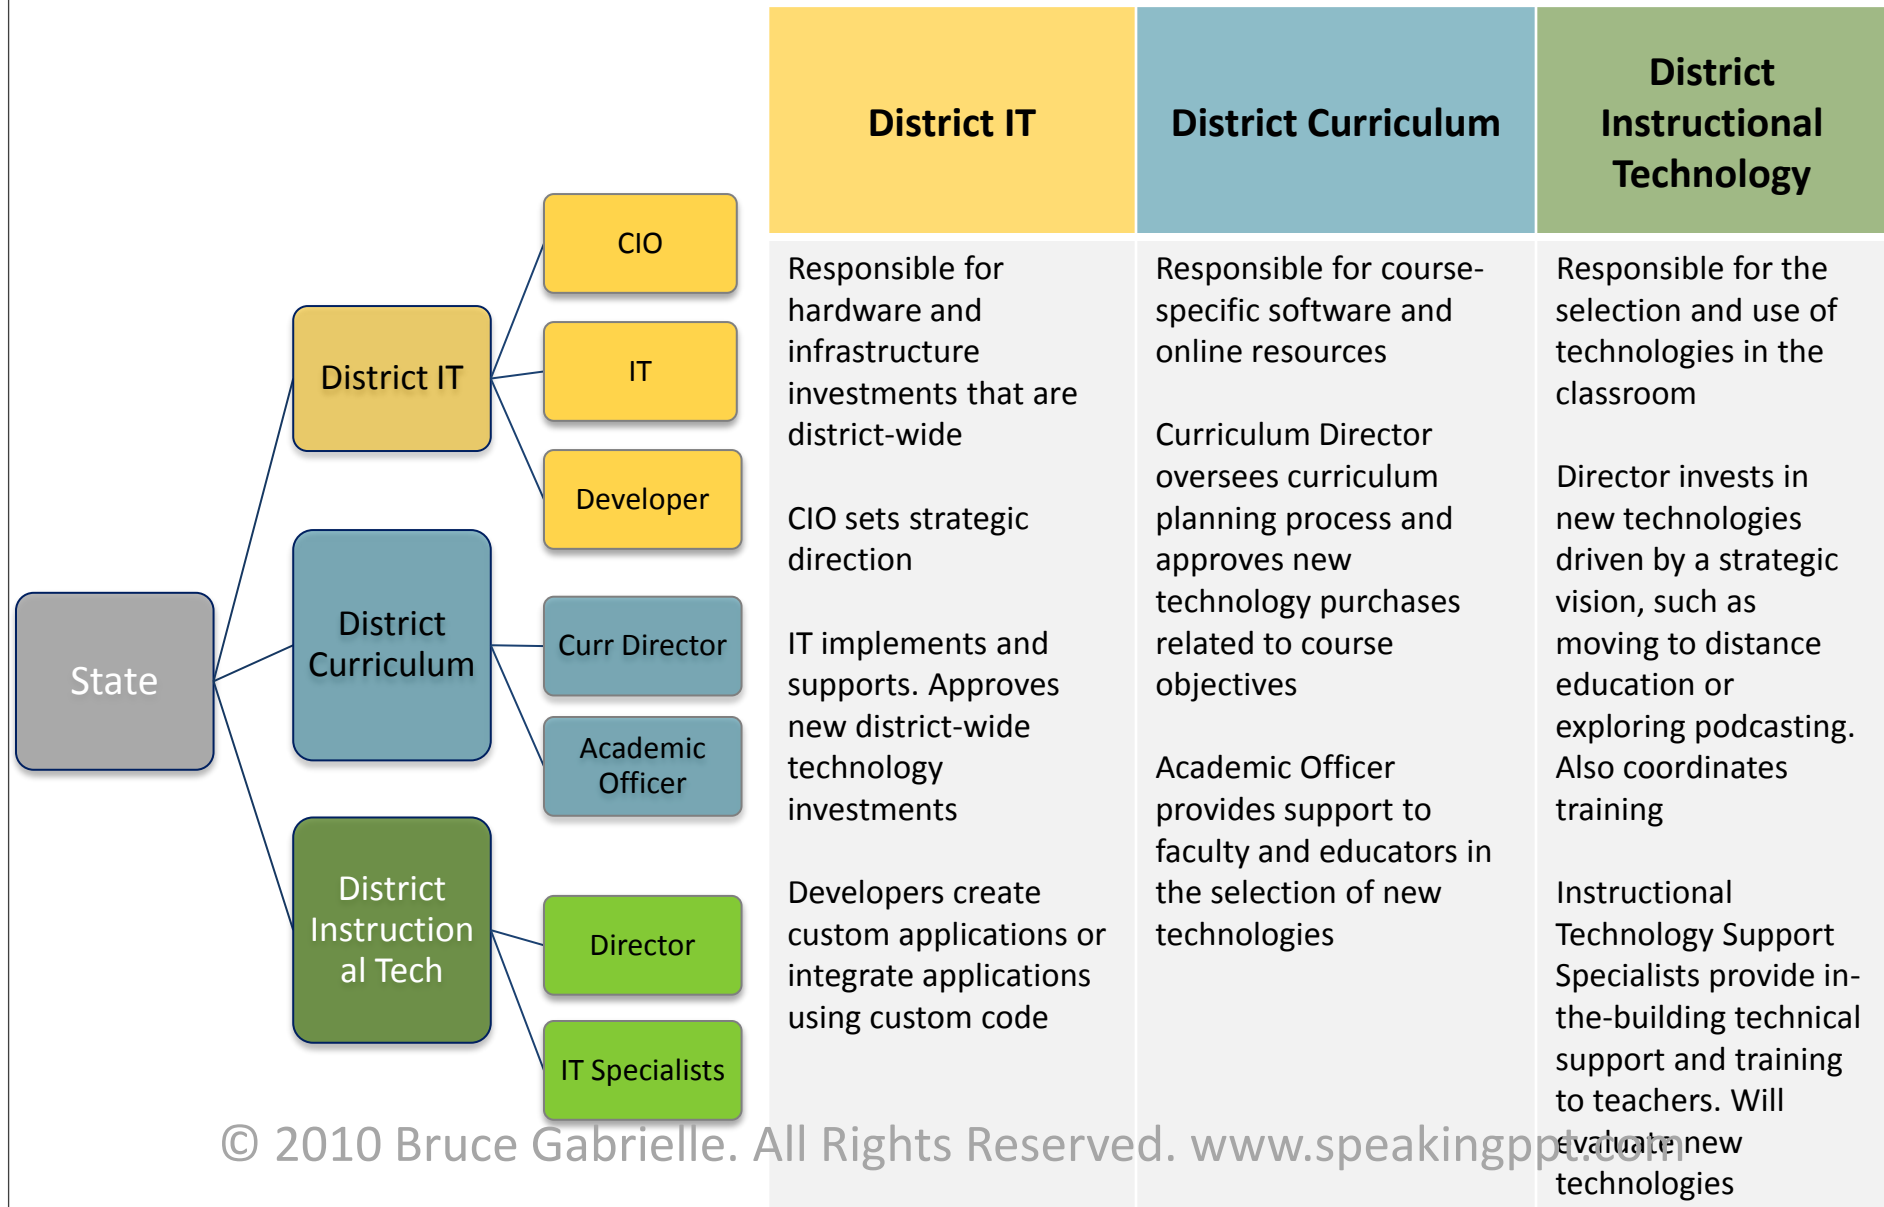 State
District IT
District
Curriculum
District
Instruction
al Tech
CIO
IT
Developer
Curr Director
Academic
Officer
Director
IT Specialists
District IT
Responsible for
hardware and
infrastructure
investments that are
district-wide
CIO sets strategic
direction
IT implements and
supports. Approves
new district-wide
technology
investments
Developers create
custom applications or
integrate applications
using custom code
District Curriculum
Responsible for course-
specific software and
online resources
Curriculum Director
oversees curriculum
planning process and
approves new
technology purchases
related to course
objectives
Academic Officer
provides support to
faculty and educators in
the selection of new
technologies
District
Instructional
Technology
Responsible for the
selection and use of
technologies in the
classroom
Director invests in
new technologies
driven by a strategic
vision, such as
moving to distance
education or
exploring podcasting.
Also coordinates
training
Instructional
Technology Support
Specialists provide in-
the-building technical
support and training
to teachers. Will
evaluate new
technologies
© 2010 Bruce Gabrielle. All Rights Reserved. www.speakingppt.com